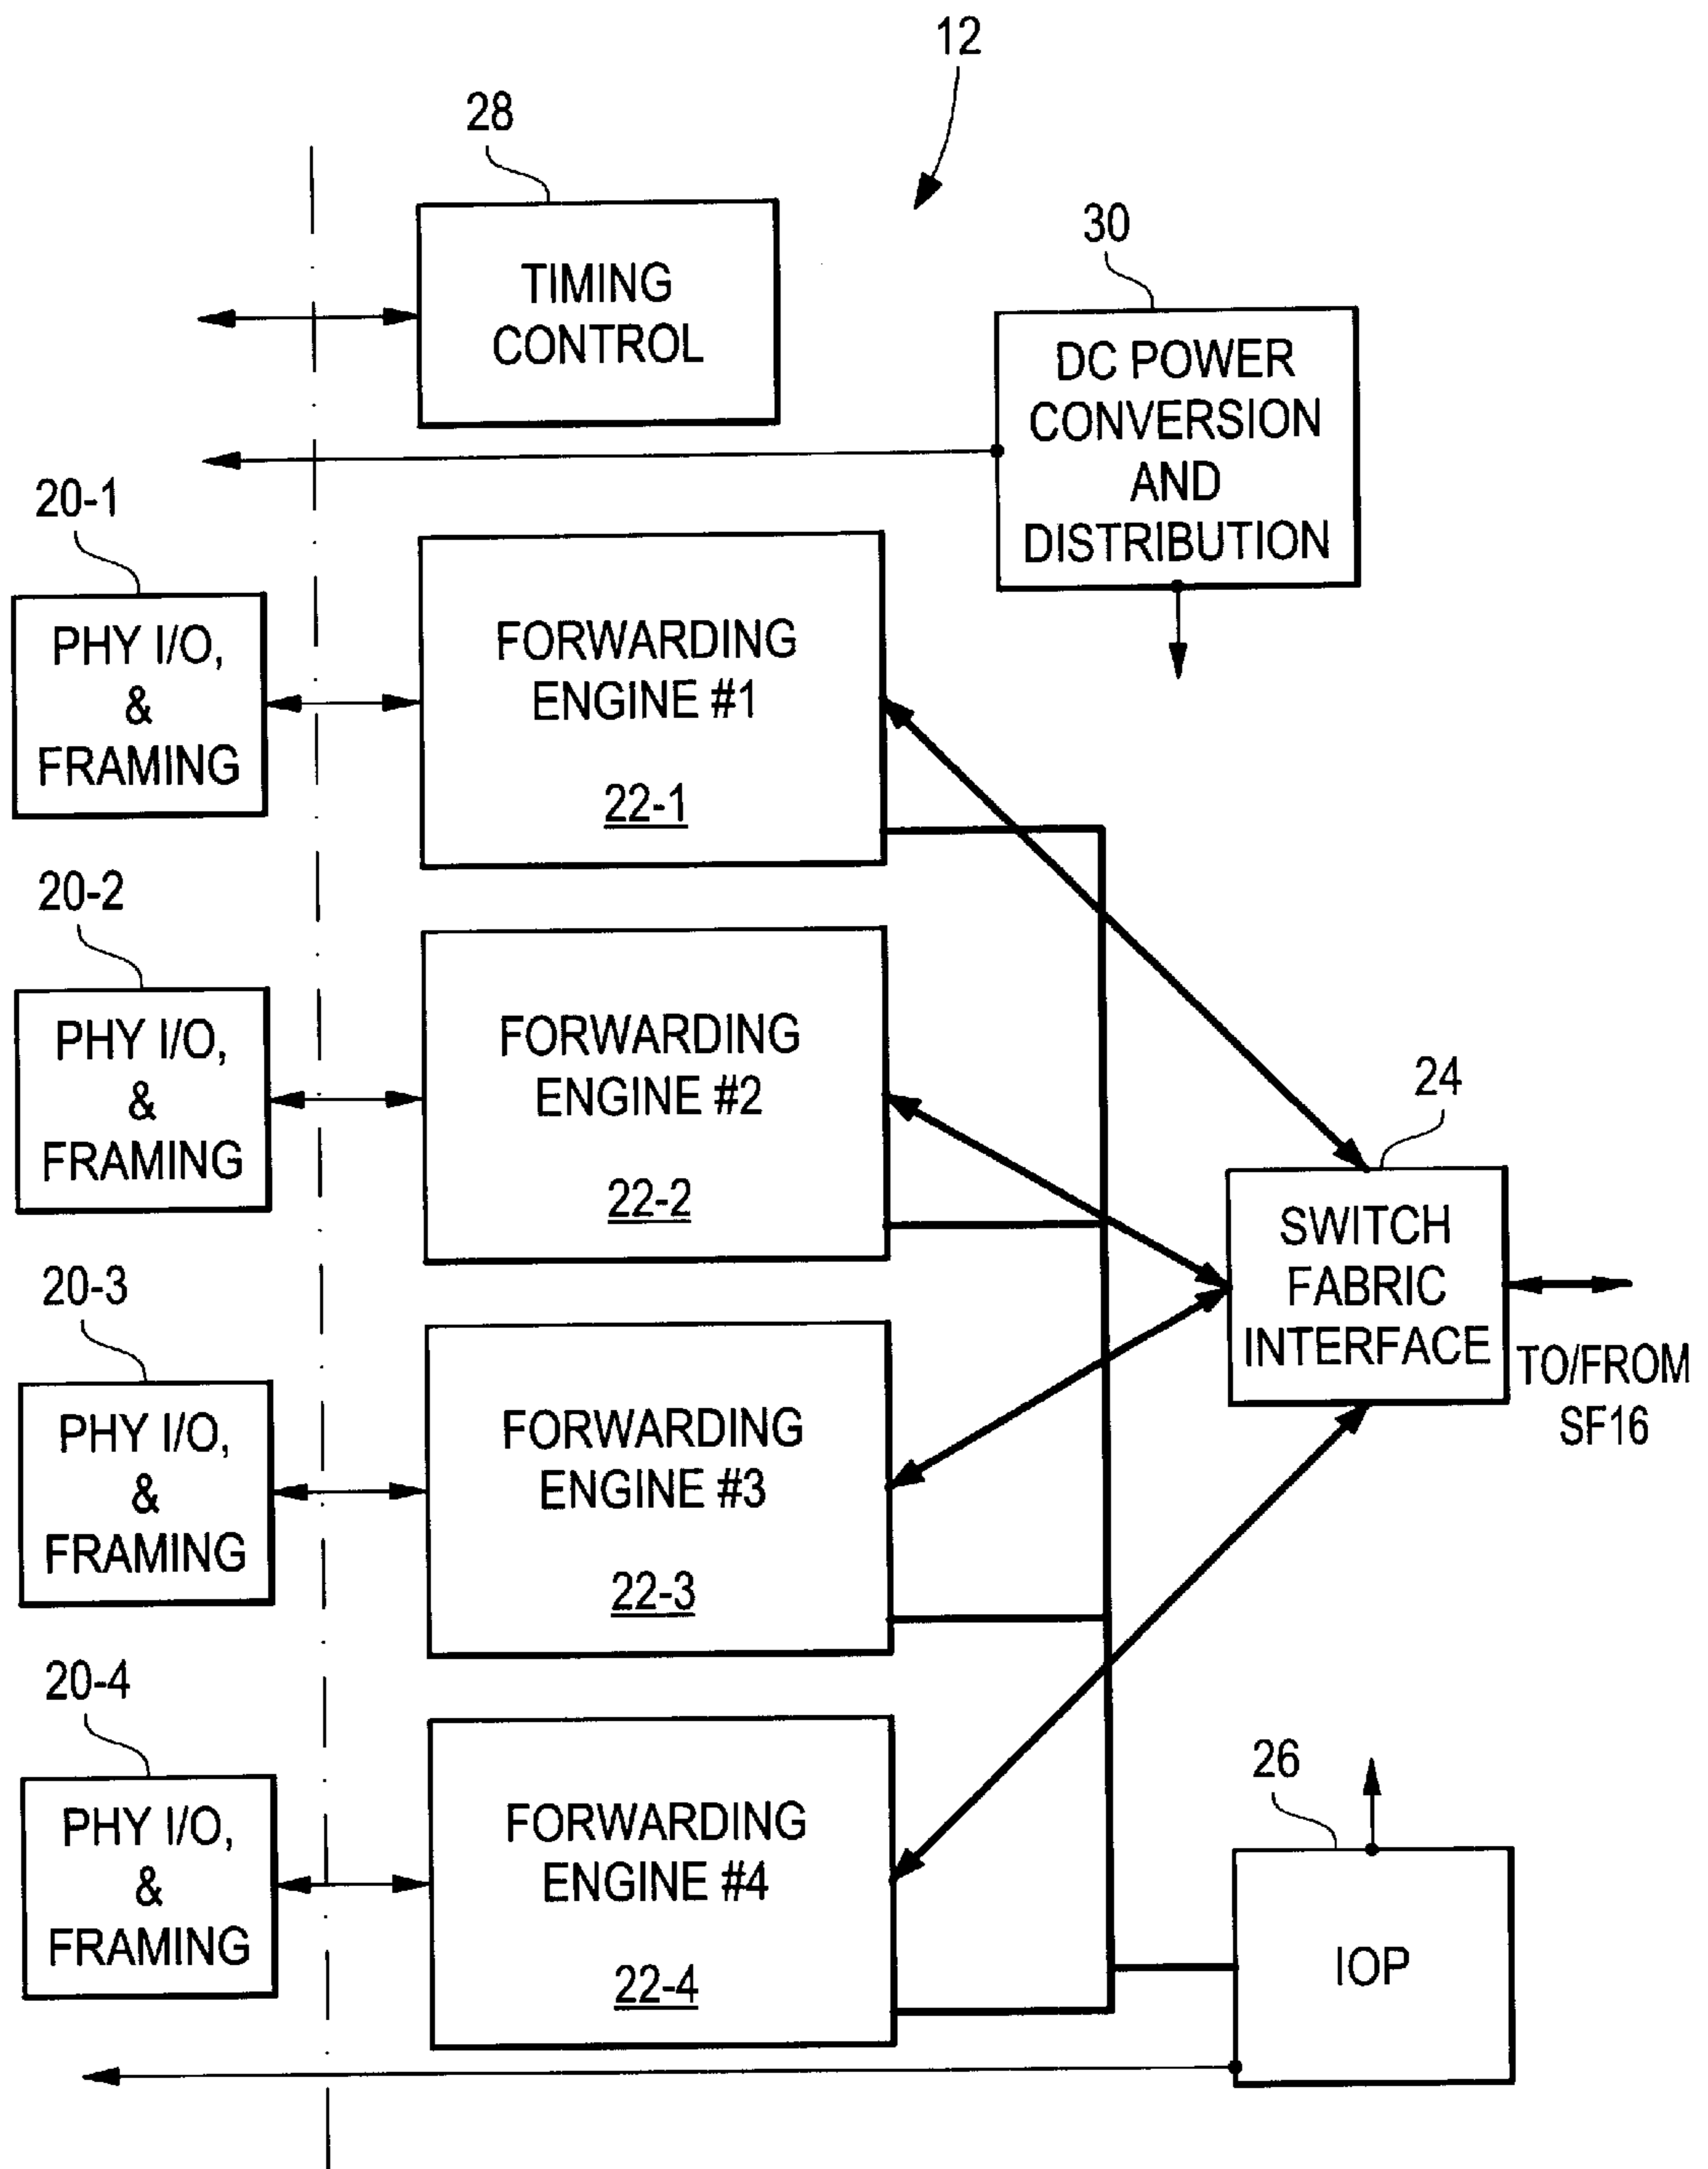 12
28
TIMING
CONTROL
30
DC POWER
CONVERSION
AND
DISTRIBUTION
20-1
PHY I/O,
&
FRAMING
FORWARDING
ENGINE #1
22-1
20-2
PHY I/O,
&
FRAMING
FORWARDING
ENGINE #2
22-2
24
SWITCH
FABRIC
INTERFACE
TO/FROM
SF16
20-3
PHY I/O,
&
FRAMING
FORWARDING
ENGINE #3
22-3
20-4
PHY I/O,
&
FRAMING
FORWARDING
ENGINE #4
22-4
26
IOP